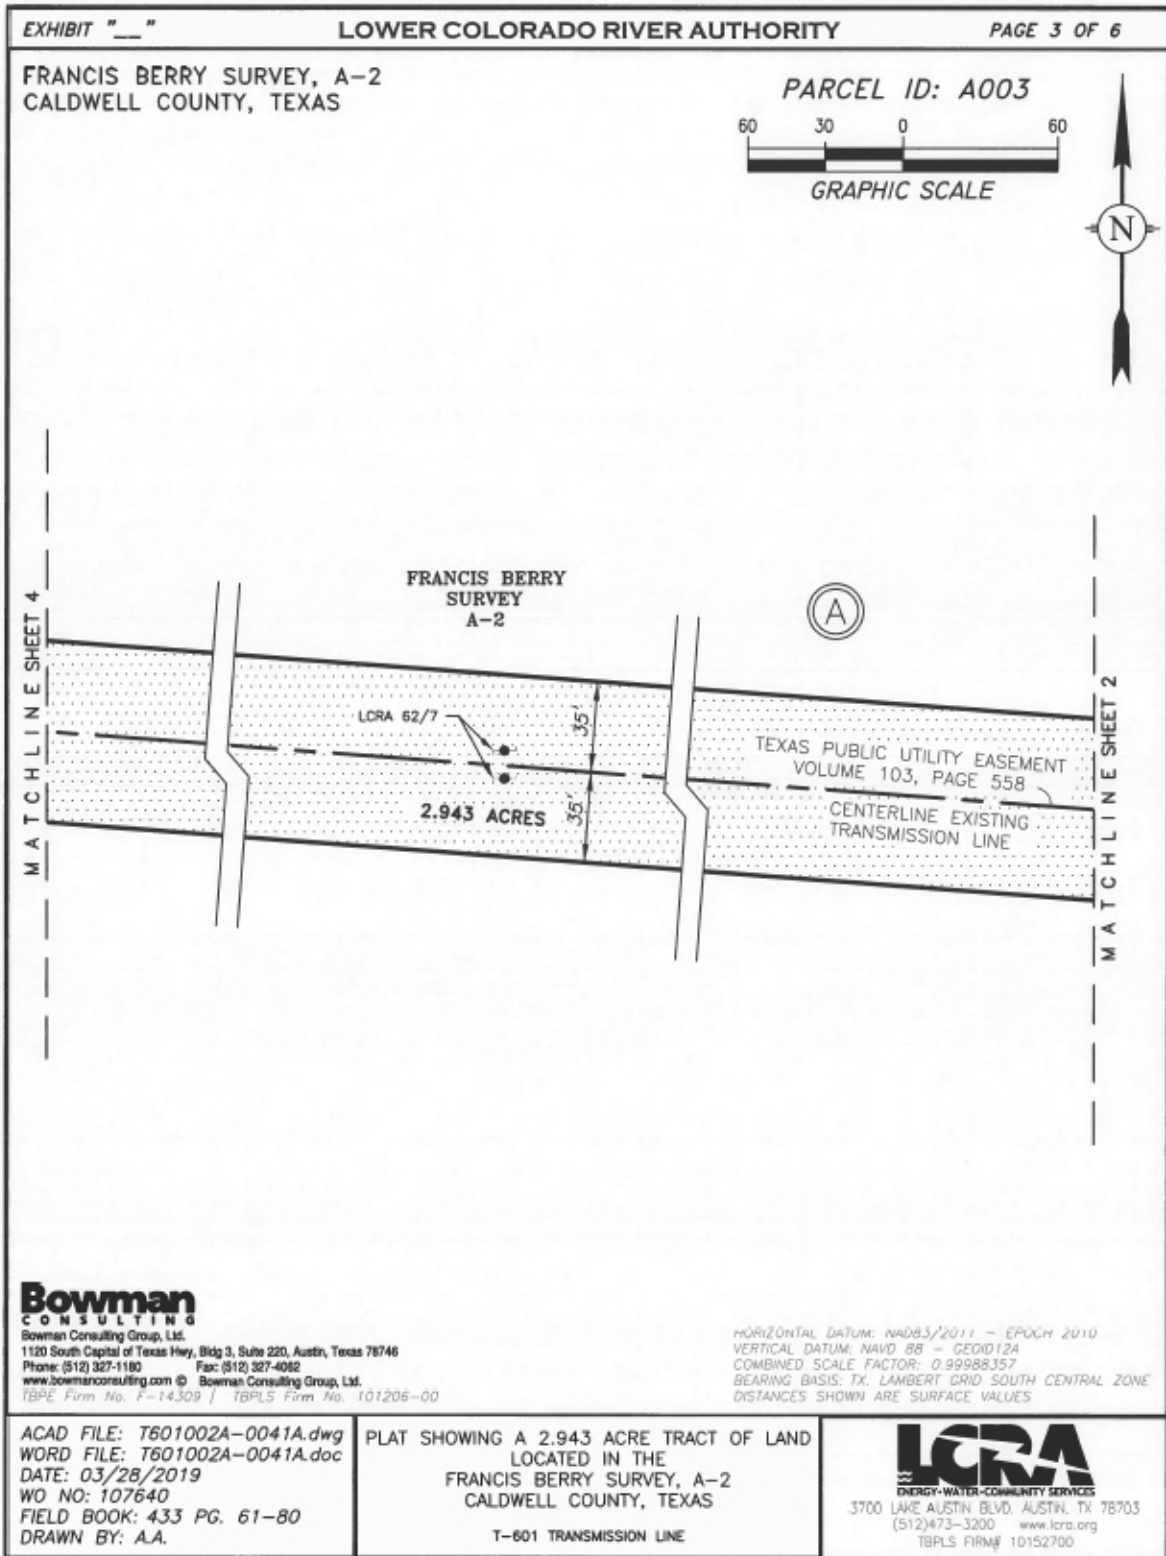 EXHIBIT "__" LOWER COLORADO RIVER AUTHORITY PAGE 3 OF 6
FRANCIS BERRY SURVEY, A-2
CALDWELL COUNTY, TEXAS
PARCEL ID: A003
60 30 0 60
GRAPHIC SCALE
N
MATCHLINE SHEET 4
FRANCIS BERRY
SURVEY
A-2
A
LCRA 62/7
35'
35'
2.943 ACRES
TEXAS PUBLIC UTILITY EASEMENT
VOLUME 103, PAGE 558
CENTERLINE EXISTING
TRANSMISSION LINE
MATCHLINE SHEET 2
Bowman
CONSULTING
Bowman Consulting Group, Ltd.
1120 South Capital of Texas Hwy, Bldg 3, Suite 220, Austin, Texas 78746
Phone: (512) 327-1180 Fax: (512) 327-4062
www.bowmanconsulting.com © Bowman Consulting Group, Ltd.
TBPE Firm No. F-14309 | TBPLS Firm No. 101206-00
HORIZONTAL DATUM: NAD83/2011 - EPOCH 2010
VERTICAL DATUM: NAVD 88 - GEOID12A
COMBINED SCALE FACTOR: 0.99988357
BEARING BASIS: TX. LAMBERT GRID SOUTH CENTRAL ZONE
DISTANCES SHOWN ARE SURFACE VALUES
ACAD FILE: T601002A-0041A.dwg
WORD FILE: T601002A-0041A.doc
DATE: 03/28/2019
WO NO: 107640
FIELD BOOK: 433 PG. 61-80
DRAWN BY: A.A.
PLAT SHOWING A 2.943 ACRE TRACT OF LAND
LOCATED IN THE
FRANCIS BERRY SURVEY, A-2
CALDWELL COUNTY, TEXAS
T-601 TRANSMISSION LINE
LCRA
ENERGY•WATER•COMMUNITY SERVICES
3700 LAKE AUSTIN BLVD. AUSTIN, TX 78703
(512)473-3200 www.lcra.org
TBPLS FIRM# 10152700